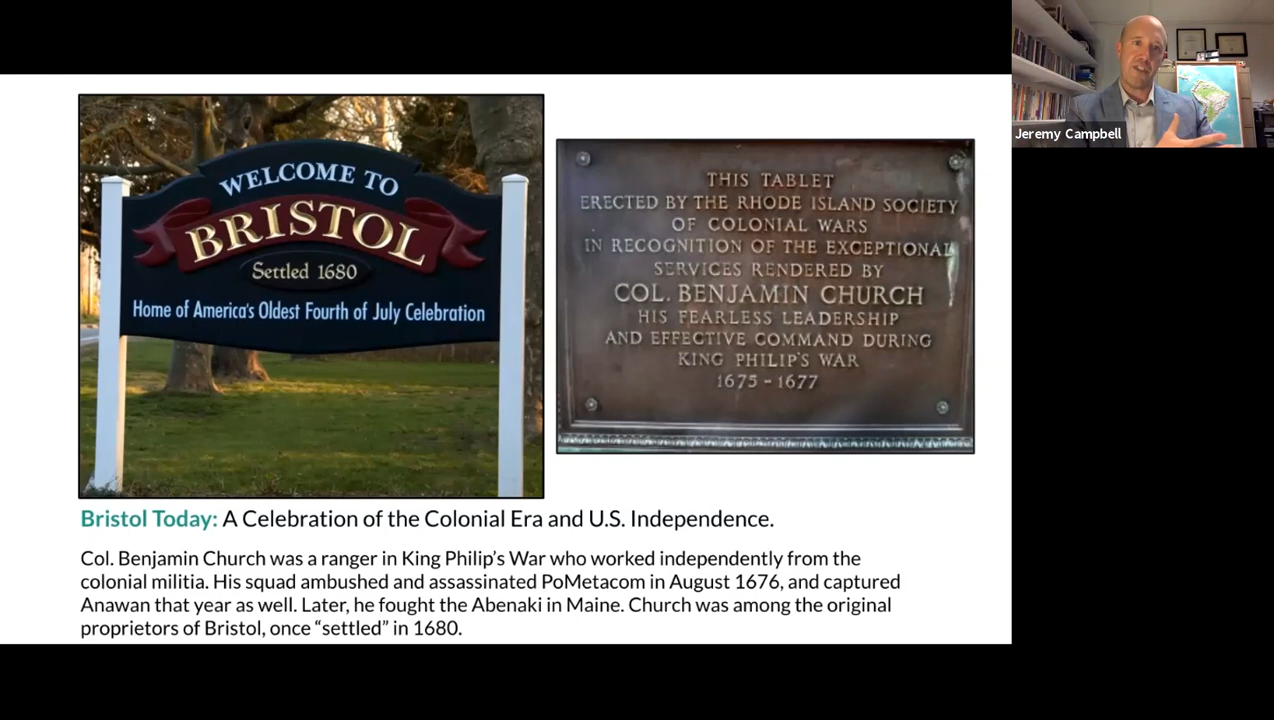 WELCOME TO
BRISTOL
Settled 1680
Home of America's Oldest Fourth of July Celebration
THIS TABLET
ERECTED BY THE RHODE ISLAND SOCIETY
OF COLONIAL WARS
IN RECOGNITION OF THE EXCEPTIONAL
SERVICES RENDERED BY
COL. BENJAMIN CHURCH
HIS FEARLESS LEADERSHIP
AND EFFECTIVE COMMAND DURING
KING PHILIP'S WAR
1675 - 1677
Bristol Today: A Celebration of the Colonial Era and U.S. Independence.
Col. Benjamin Church was a ranger in King Philip's War who worked independently from the
colonial militia. His squad ambushed and assassinated PoMetacom in August 1676, and captured
Anawan that year as well. Later, he fought the Abenaki in Maine. Church was among the original
proprietors of Bristol, once “settled” in 1680.
Jeremy Campbell